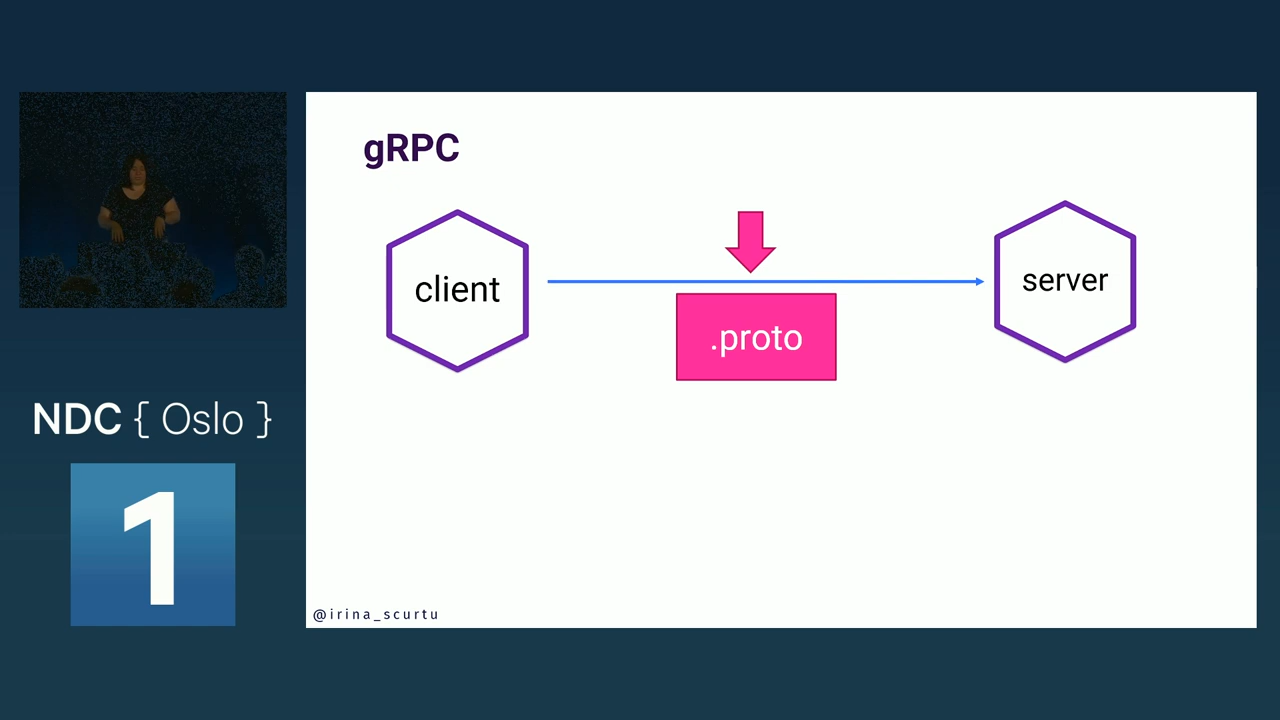 gRPC
client
.proto
server
@irina_scurtu
NDC { Oslo }
1